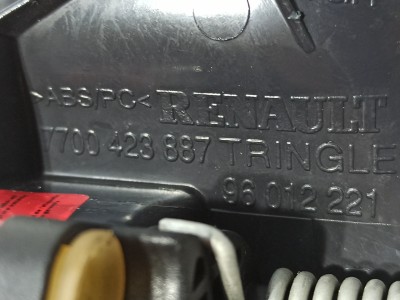 >ABS/PC< RENAULT
7700 423 887 TRINGLE
96 012 221